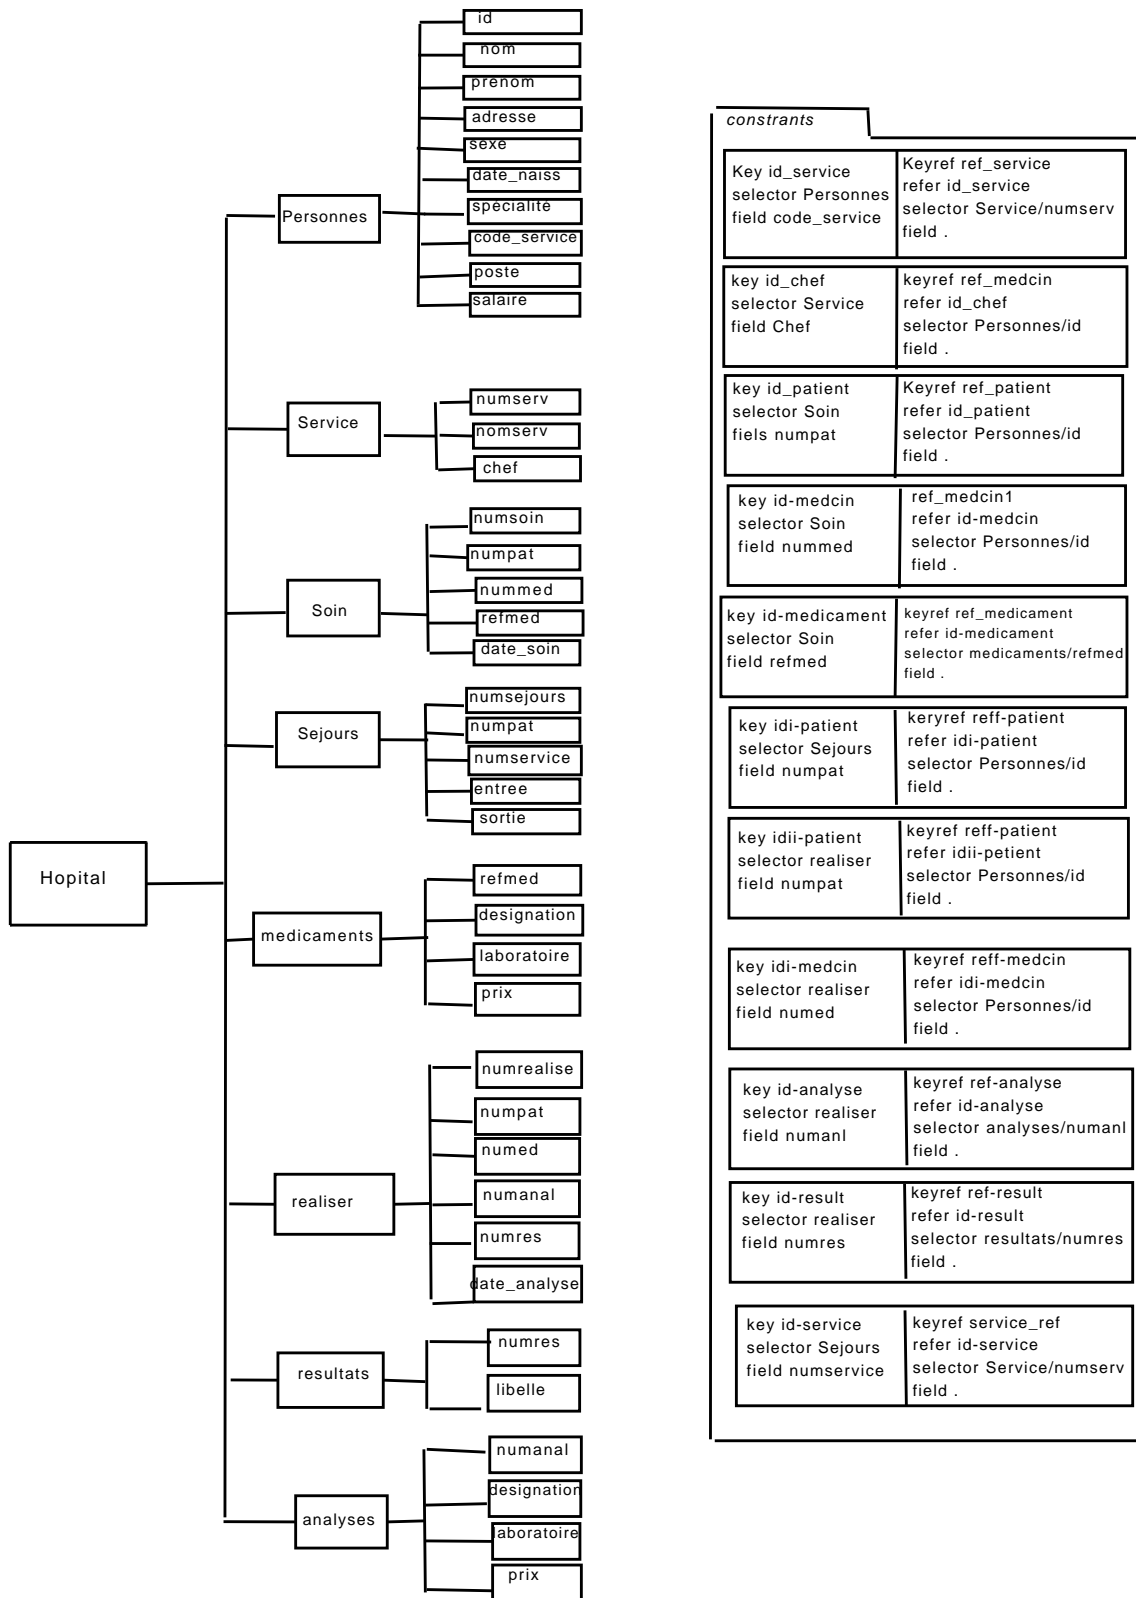 id
nom
prenom
adresse
sexe
date_naiss
spécialité
code_service
poste
salaire
Personnes
numserv
nomserv
chef
Service
numsoin
numpat
nummed
refmed
date_soin
Soin
numsejours
numpat
numservice
entree
sortie
Sejours
Hopital
refmed
designation
laboratoire
prix
medicaments
numrealise
numpat
numed
numanal
numres
date_analyse
realiser
numres
libelle
resultats
numanal
designation
laboratoire
prix
analyses
constrants
Key id_service
selector Personnes
field code_service
Keyref ref_service
refer id_service
selector Service/numserv
field .
key id_chef
selector Service
field Chef
keyref ref_medcin
refer id_chef
selector Personnes/id
field .
key id_patient
selector Soin
fiels numpat
Keyref ref_patient
refer id_patient
selector Personnes/id
field .
key id-medcin
selector Soin
field nummed
ref_medcin1
refer id-medcin
selector Personnes/id
field .
key id-medicament
selector Soin
field refmed
keyref ref_medicament
refer id-medicament
selector medicaments/refmed
field .
key idi-patient
selector Sejours
field numpat
keryref reff-patient
refer idi-patient
selector Personnes/id
field .
key idii-patient
selector realiser
field numpat
keyref reff-patient
refer idii-petient
selector Personnes/id
field .
key idi-medcin
selector realiser
field numed
keyref reff-medcin
refer idi-medcin
selector Personnes/id
field .
key id-analyse
selector realiser
field numanl
keyref ref-analyse
refer id-analyse
selector analyses/numanl
field .
key id-result
selector realiser
field numres
keyref ref-result
refer id-result
selector resultats/numres
field .
key id-service
selector Sejours
field numservice
keyref service_ref
refer id-service
selector Service/numserv
field .